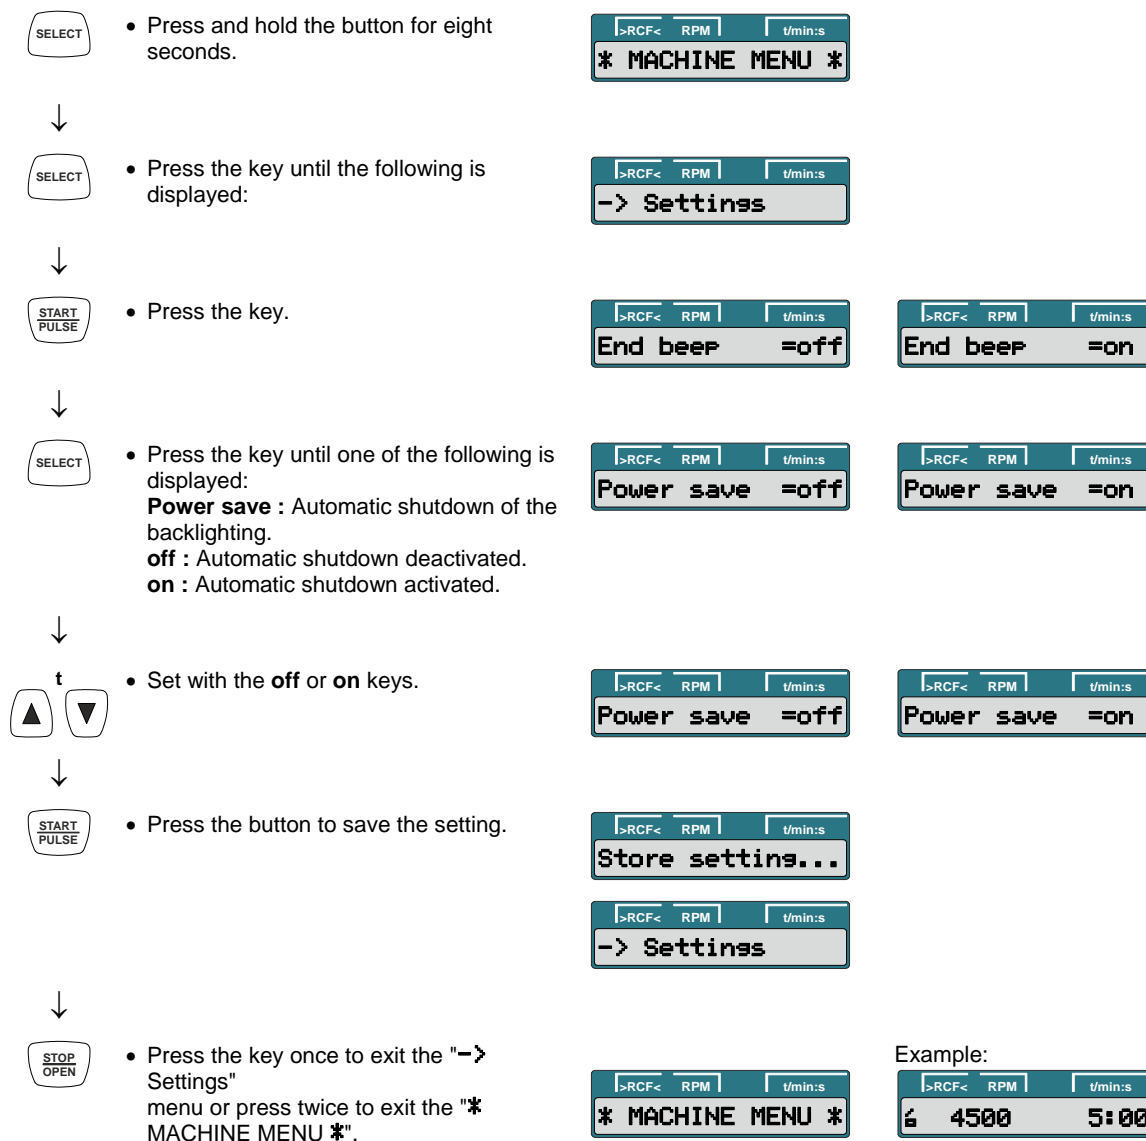 SELECT
• Press and hold the button for eight
seconds.
>RCF< RPM t/min:s
* MACHINE MENU *
↓
SELECT
• Press the key until the following is
displayed:
>RCF< RPM t/min:s
-> Settings
↓
START
PULSE
• Press the key.
>RCF< RPM t/min:s
End beep =off
>RCF< RPM t/min:s
End beep =on
↓
SELECT
• Press the key until one of the following is
displayed:
Power save : Automatic shutdown of the
backlighting.
off : Automatic shutdown deactivated.
on : Automatic shutdown activated.
>RCF< RPM t/min:s
Power save =off
>RCF< RPM t/min:s
Power save =on
↓
t
▲ ▼
• Set with the off or on keys.
>RCF< RPM t/min:s
Power save =off
>RCF< RPM t/min:s
Power save =on
↓
START
PULSE
• Press the button to save the setting.
>RCF< RPM t/min:s
Store setting...
>RCF< RPM t/min:s
-> Settings
↓
STOP
OPEN
• Press the key once to exit the "->
Settings"
menu or press twice to exit the "*
MACHINE MENU *".
>RCF< RPM t/min:s
* MACHINE MENU *
Example:
>RCF< RPM t/min:s
4500 5:00